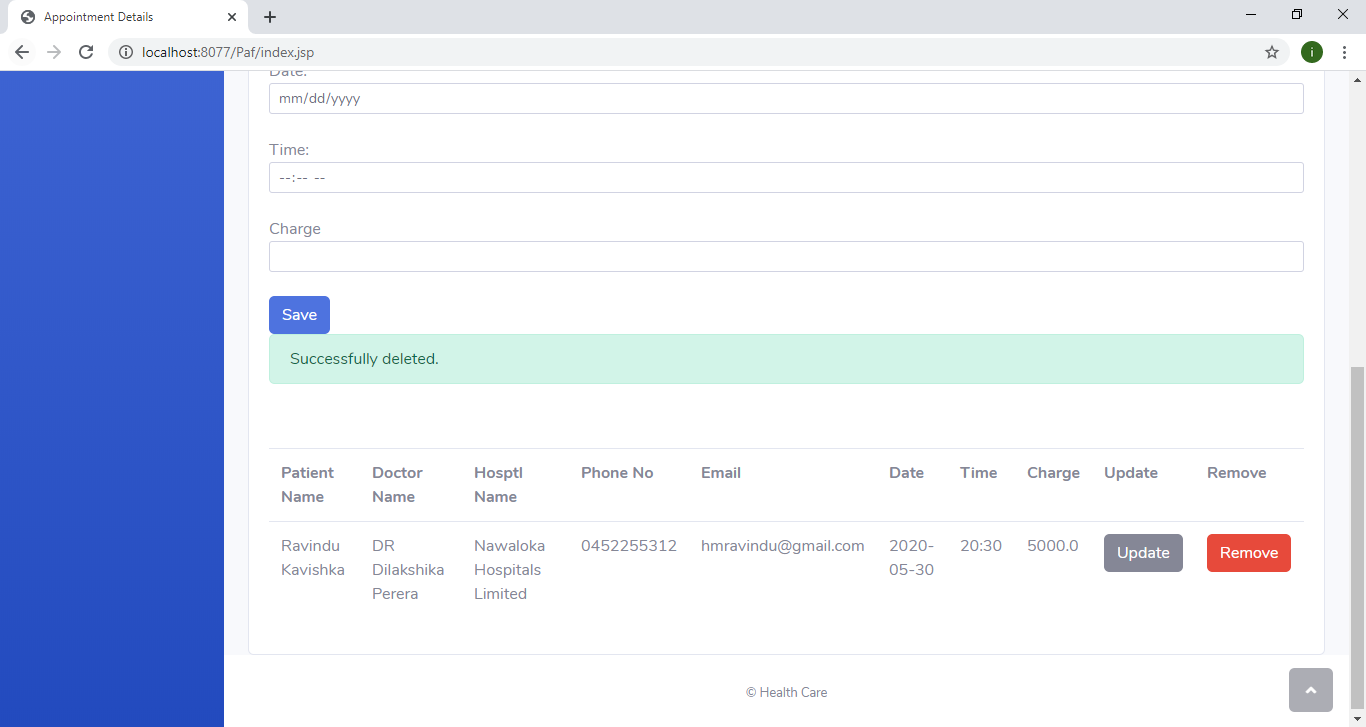 Appointment Details
localhost:8077/Paf/index.jsp
i
Date:
mm/dd/yyyy
Time:
--:-- --
Charge
Save
Successfully deleted.
Patient Name Doctor Name Hosptl Name Phone No Email Date Time Charge Update Remove
Ravindu Kavishka DR Dilakshika Perera Nawaloka Hospitals Limited 0452255312 hmravindu@gmail.com 2020-05-30 20:30 5000.0 Update Remove
© Health Care